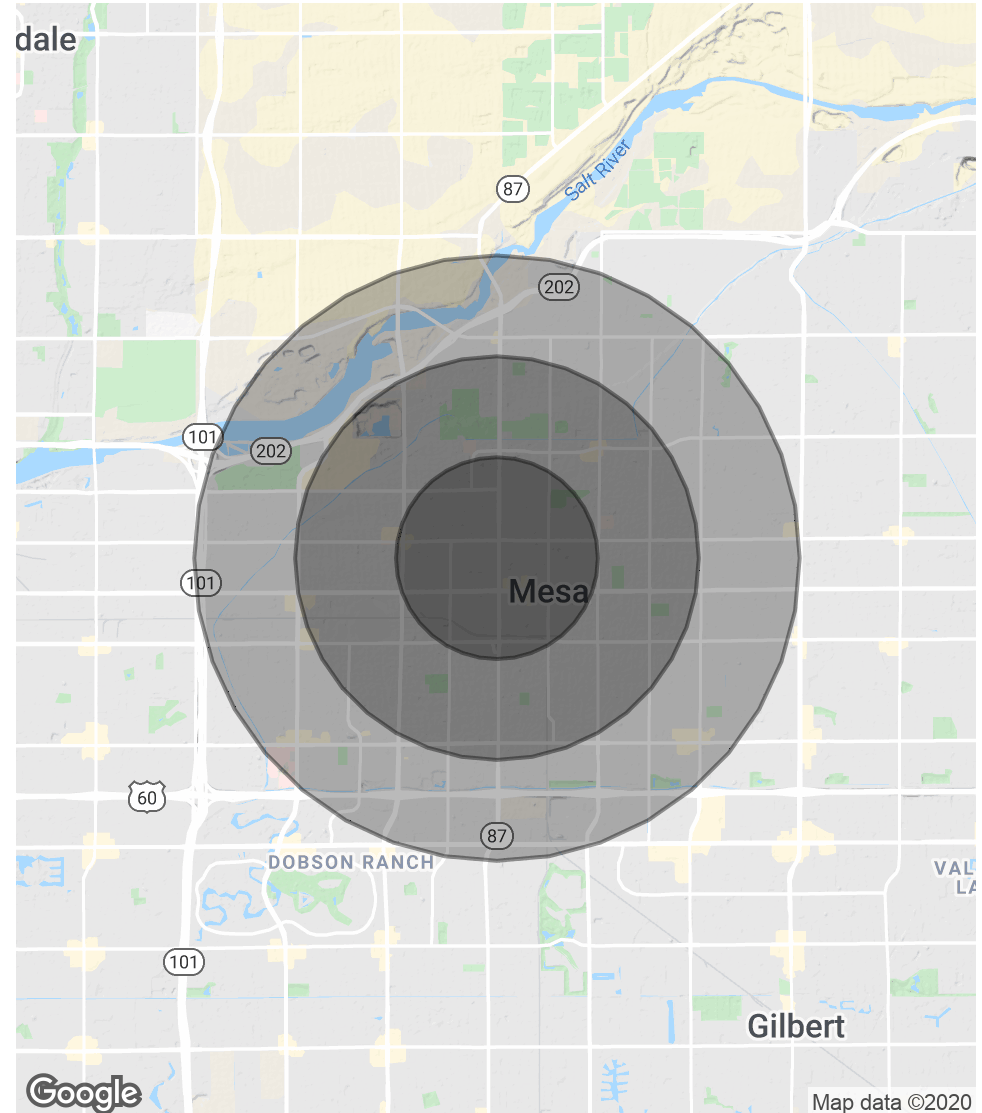 dale
87
Salt River
202
101
202
Mesa
101
60
87
DOBSON RANCH
VAL
LA
101
Gilbert
Google
Map data ©2020